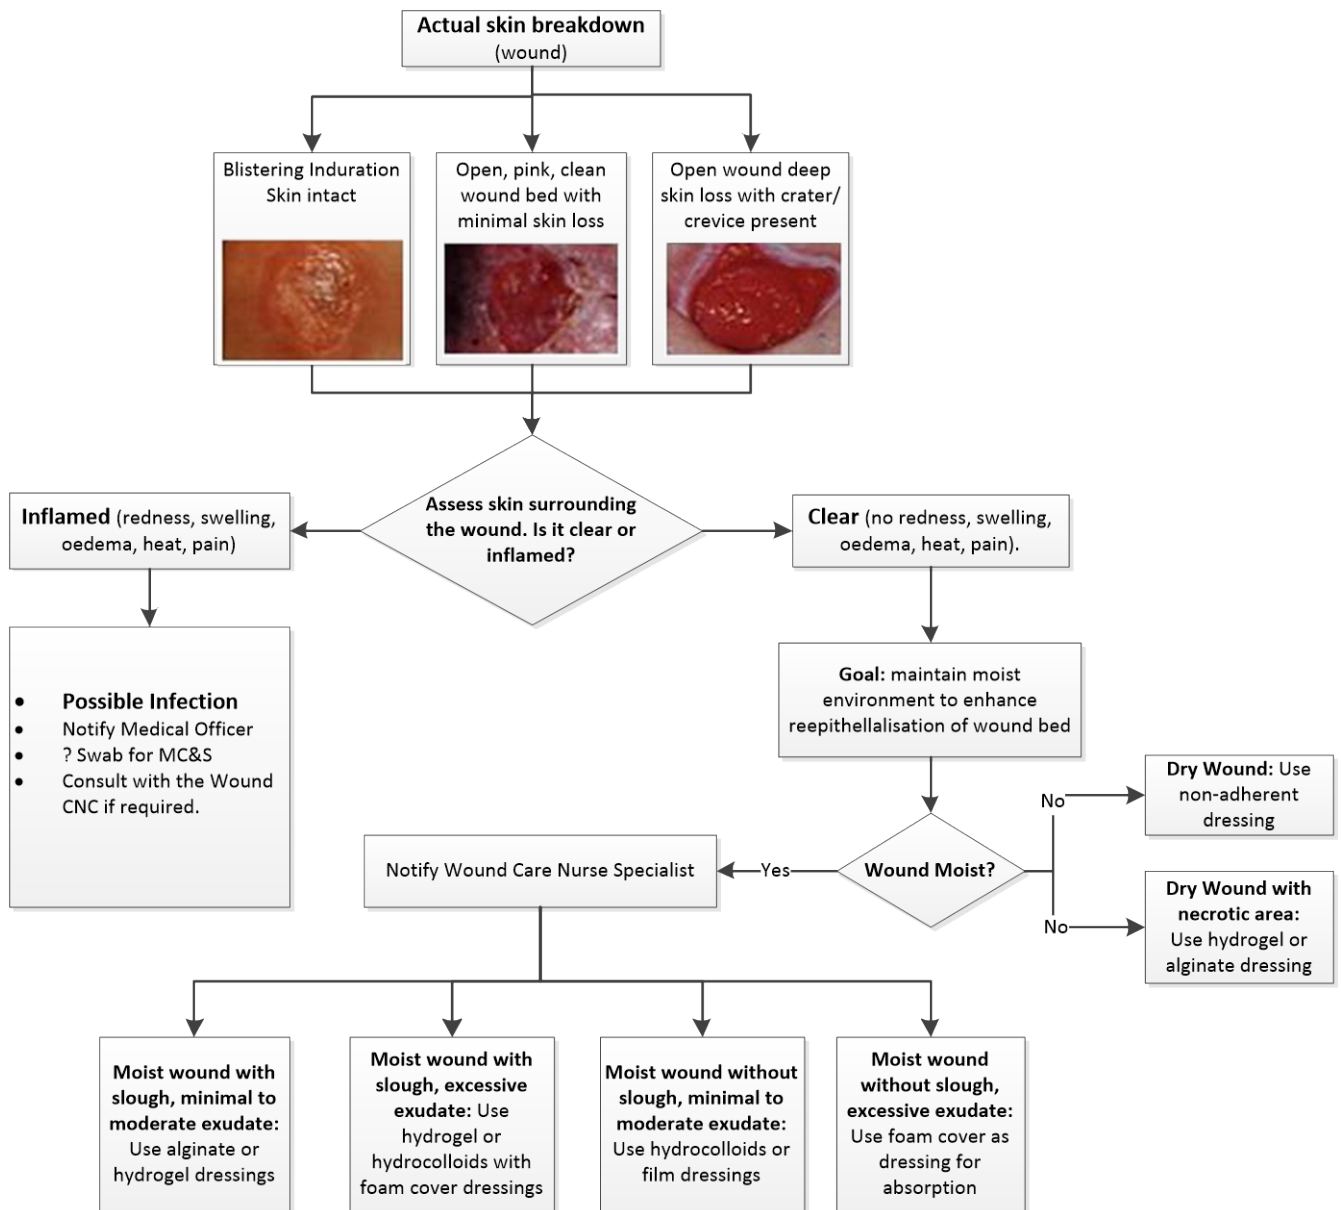 Actual skin breakdown
(wound)
Blistering Induration
Skin intact
Open, pink, clean
wound bed with
minimal skin loss
Open wound deep
skin loss with crater/
crevice present
Assess skin surrounding
the wound. Is it clear or
inflamed?
Inflamed (redness, swelling,
oedema, heat, pain)
Clear (no redness, swelling,
oedema, heat, pain).
• Possible Infection
• Notify Medical Officer
• ? Swab for MC&S
• Consult with the Wound
CNC if required.
Goal: maintain moist
environment to enhance
reepithellalisation of wound bed
Wound Moist?
No
Dry Wound: Use
non-adherent
dressing
No
Dry Wound with
necrotic area:
Use hydrogel or
alginate dressing
Yes
Notify Wound Care Nurse Specialist
Moist wound with
slough, minimal to
moderate exudate:
Use alginate or
hydrogel dressings
Moist wound with
slough, excessive
exudate: Use
hydrogel or
hydrocolloids with
foam cover dressings
Moist wound without
slough, minimal to
moderate exudate:
Use hydrocolloids or
film dressings
Moist wound
without slough,
excessive exudate:
Use foam cover as
dressing for
absorption